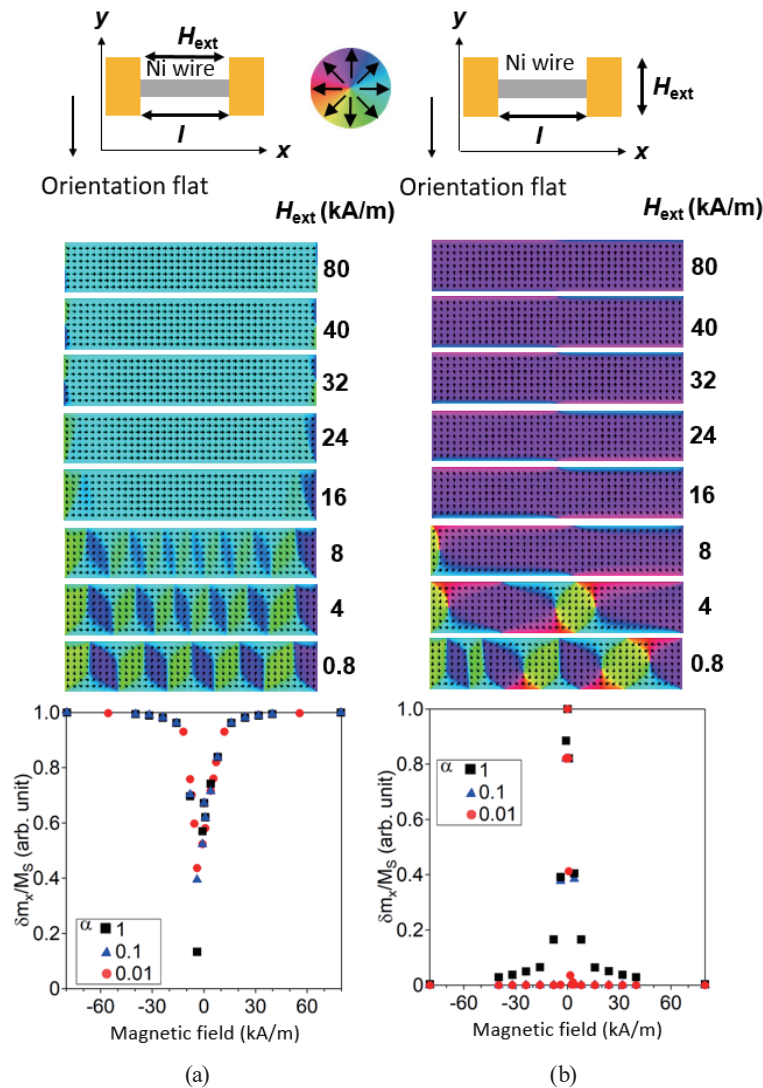 y
H_ext
Ni wire
l
x
Orientation flat
H_ext (kA/m)
80
40
32
24
16
8
4
0.8
1.0
0.8
0.6
0.4
0.2
0
δm_x/M_S (arb. unit)
α
1
0.1
0.01
-60 -30 0 30 60
Magnetic field (kA/m)
(a)
y
Ni wire
H_ext
l
x
Orientation flat
H_ext (kA/m)
80
40
32
24
16
8
4
0.8
1.0
0.8
0.6
0.4
0.2
0
δm_x/M_S (arb. unit)
α
1
0.1
0.01
-60 -30 0 30 60
Magnetic field (kA/m)
(b)